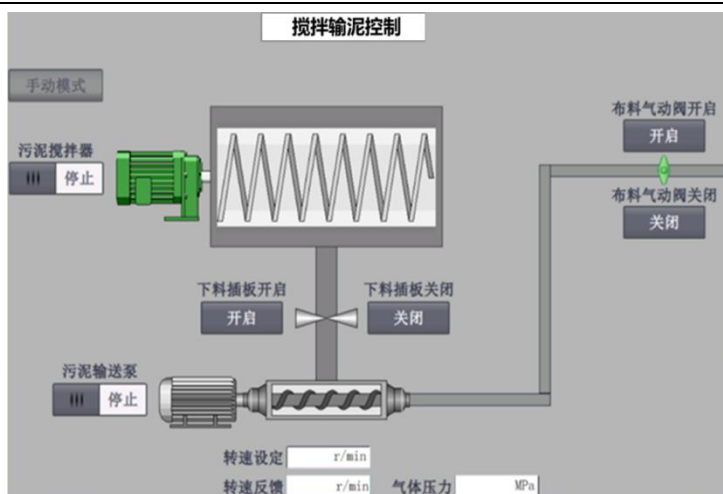 搅拌输泥控制
手动模式
布料气动阀开启
开启
污泥搅拌器
停止
布料气动阀关闭
关闭
下料插板开启
下料插板关闭
开启
关闭
污泥输送泵
停止
转速设定 r/min
转速反馈 r/min 气体压力 MPa